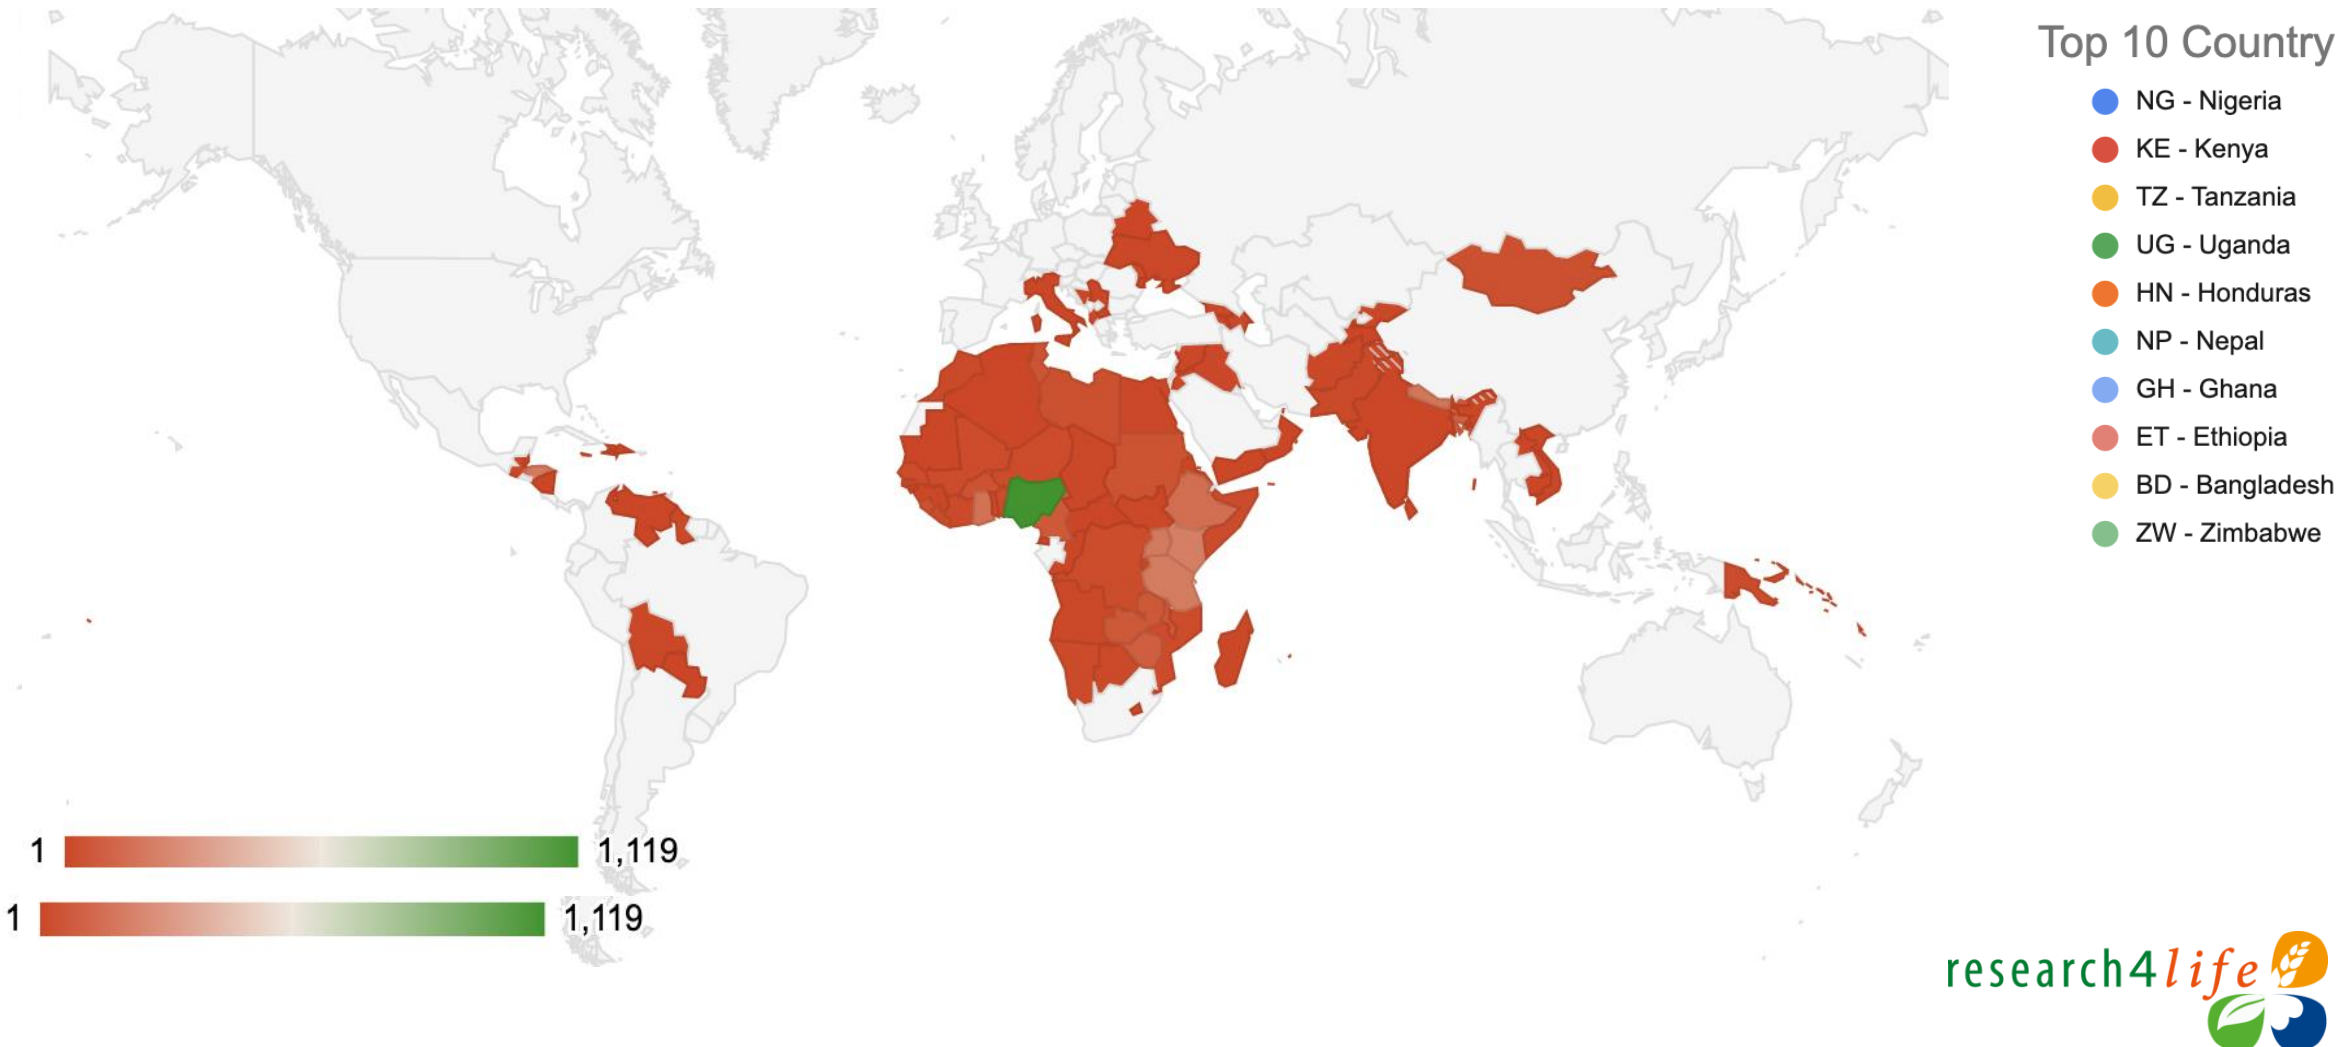 Top 10 Country
NG - Nigeria
KE - Kenya
TZ - Tanzania
UG - Uganda
HN - Honduras
NP - Nepal
GH - Ghana
ET - Ethiopia
BD - Bangladesh
ZW - Zimbabwe
1 1,119
1 1,119
research4life